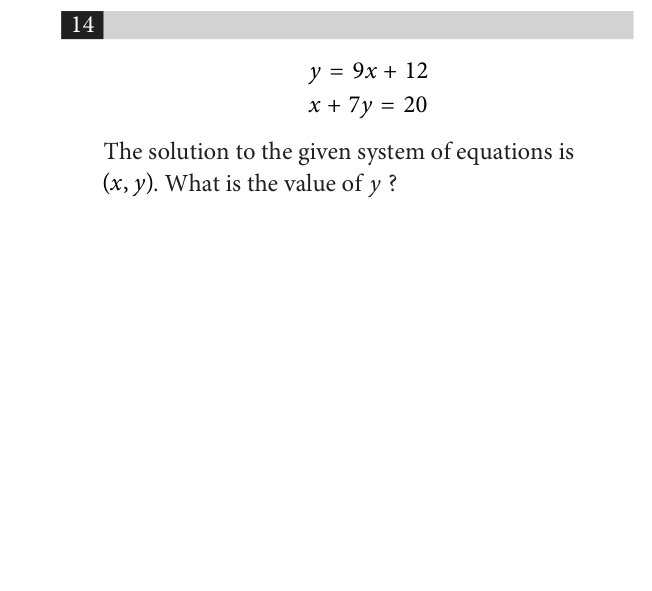 14
y = 9x + 12
x + 7y = 20
The solution to the given system of equations is
(x, y). What is the value of y ?